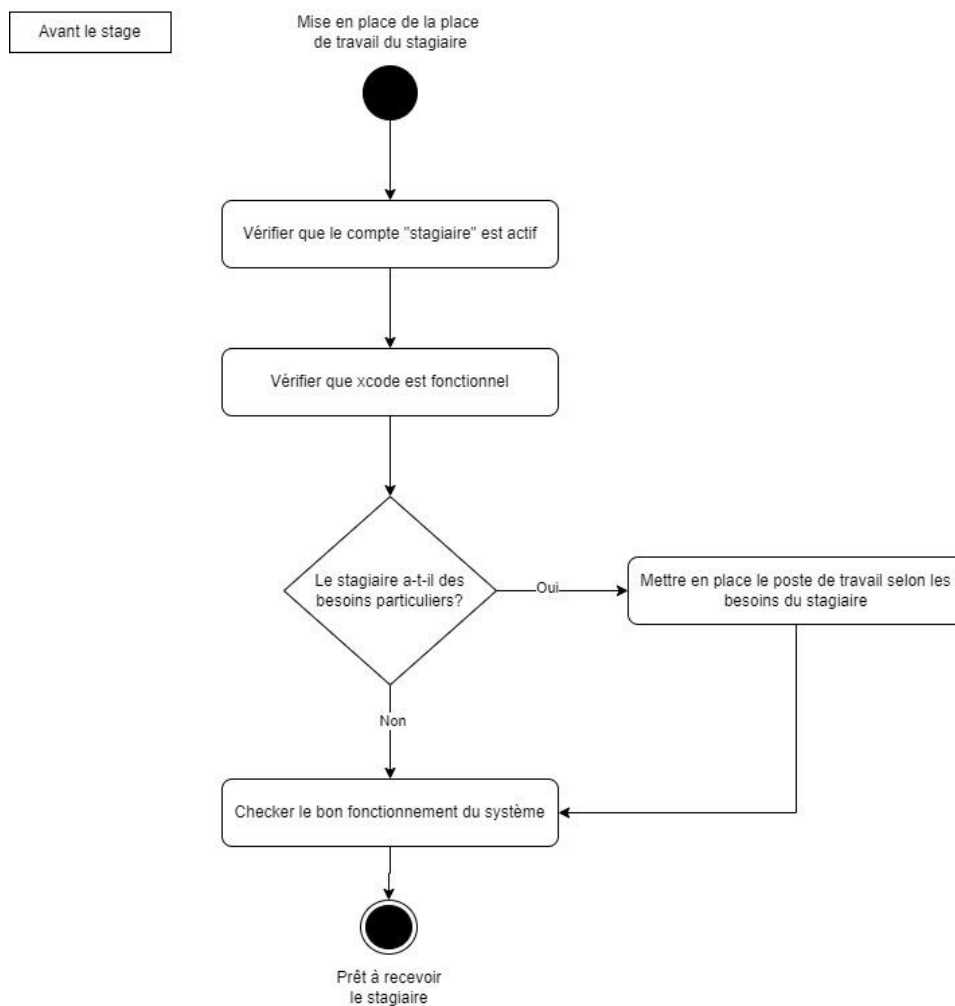 Avant le stage
Mise en place de la place
de travail du stagiaire
Vérifier que le compte "stagiaire" est actif
Vérifier que xcode est fonctionnel
Le stagiaire a-t-il des
besoins particuliers?
Oui
Mettre en place le poste de travail selon les
besoins du stagiaire
Non
Checker le bon fonctionnement du système
Prêt à recevoir
le stagiaire